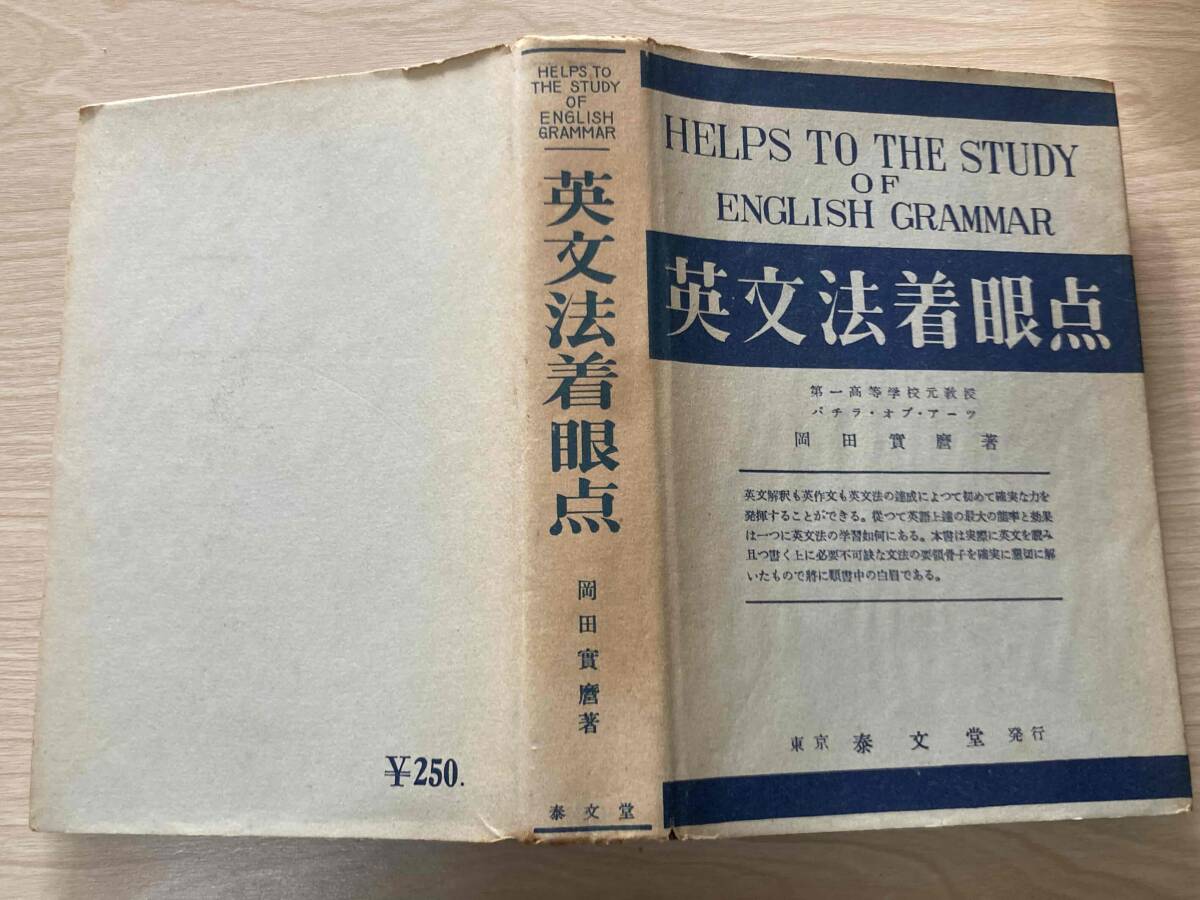 HELPS TO
THE STUDY
OF
ENGLISH
GRAMMAR
英文法着眼点
岡田實麿著
泰文堂
HELPS TO THE STUDY
OF
ENGLISH GRAMMAR
英文法着眼点
第一高等学校元教授
バチラ・オブ・アーツ
岡田實麿著
英文解釈も英作文も英文法の達成によつて初めて確実な力を
発揮することができる。從つて英語上達の最大の能率と効果
は一つに英文法の学習如何にある。本書は実際に英文を読み
且つ書く上に必要不可缺な文法の要領骨子を確実に懇切に解
いたもので將に類書中の白眉である。
東京 泰文堂 発行
¥250.